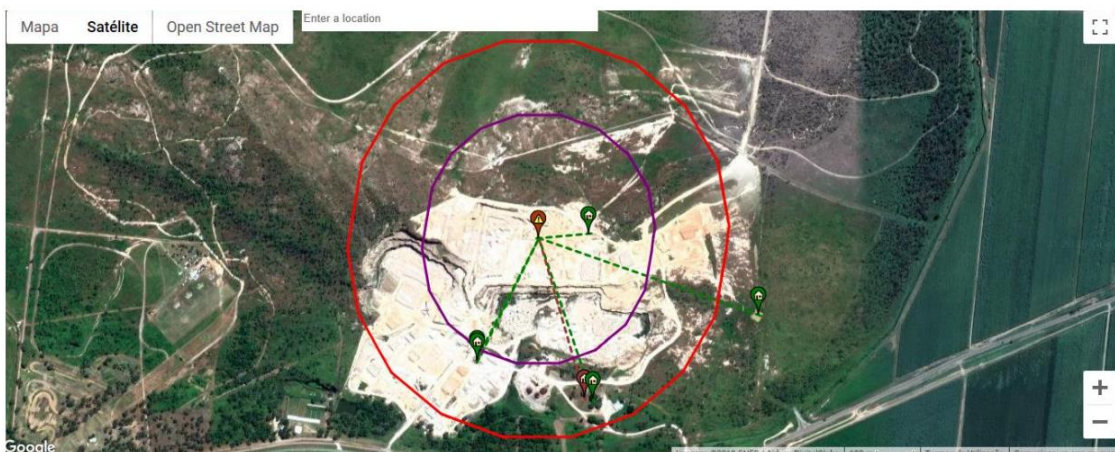 Mapa
Satélite
Open Street Map
Enter a location
+
−
Google